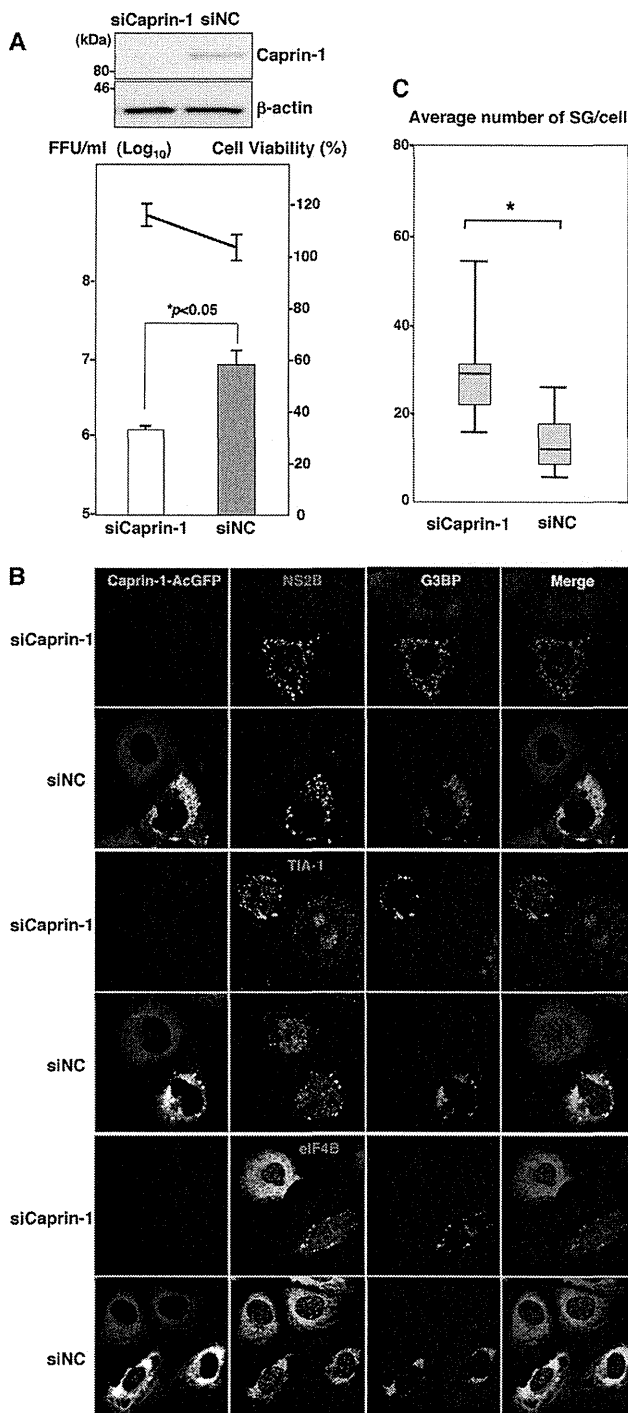 A
siCaprin-1 siNC
(kDa)
80
Caprin-1
46
β-actin
FFU/ml (Log10) Cell Viability (%)
8
7
6
5
120
100
80
60
40
20
0
*p<0.05
siCaprin-1 siNC
C
Average number of SG/cell
80
60
40
20
0
*
siCaprin-1 siNC
B
Caprin-1-AcGFP NS2B G3BP Merge
siCaprin-1
siNC
TIA-1
siCaprin-1
siNC
eIF4B
siCaprin-1
siNC